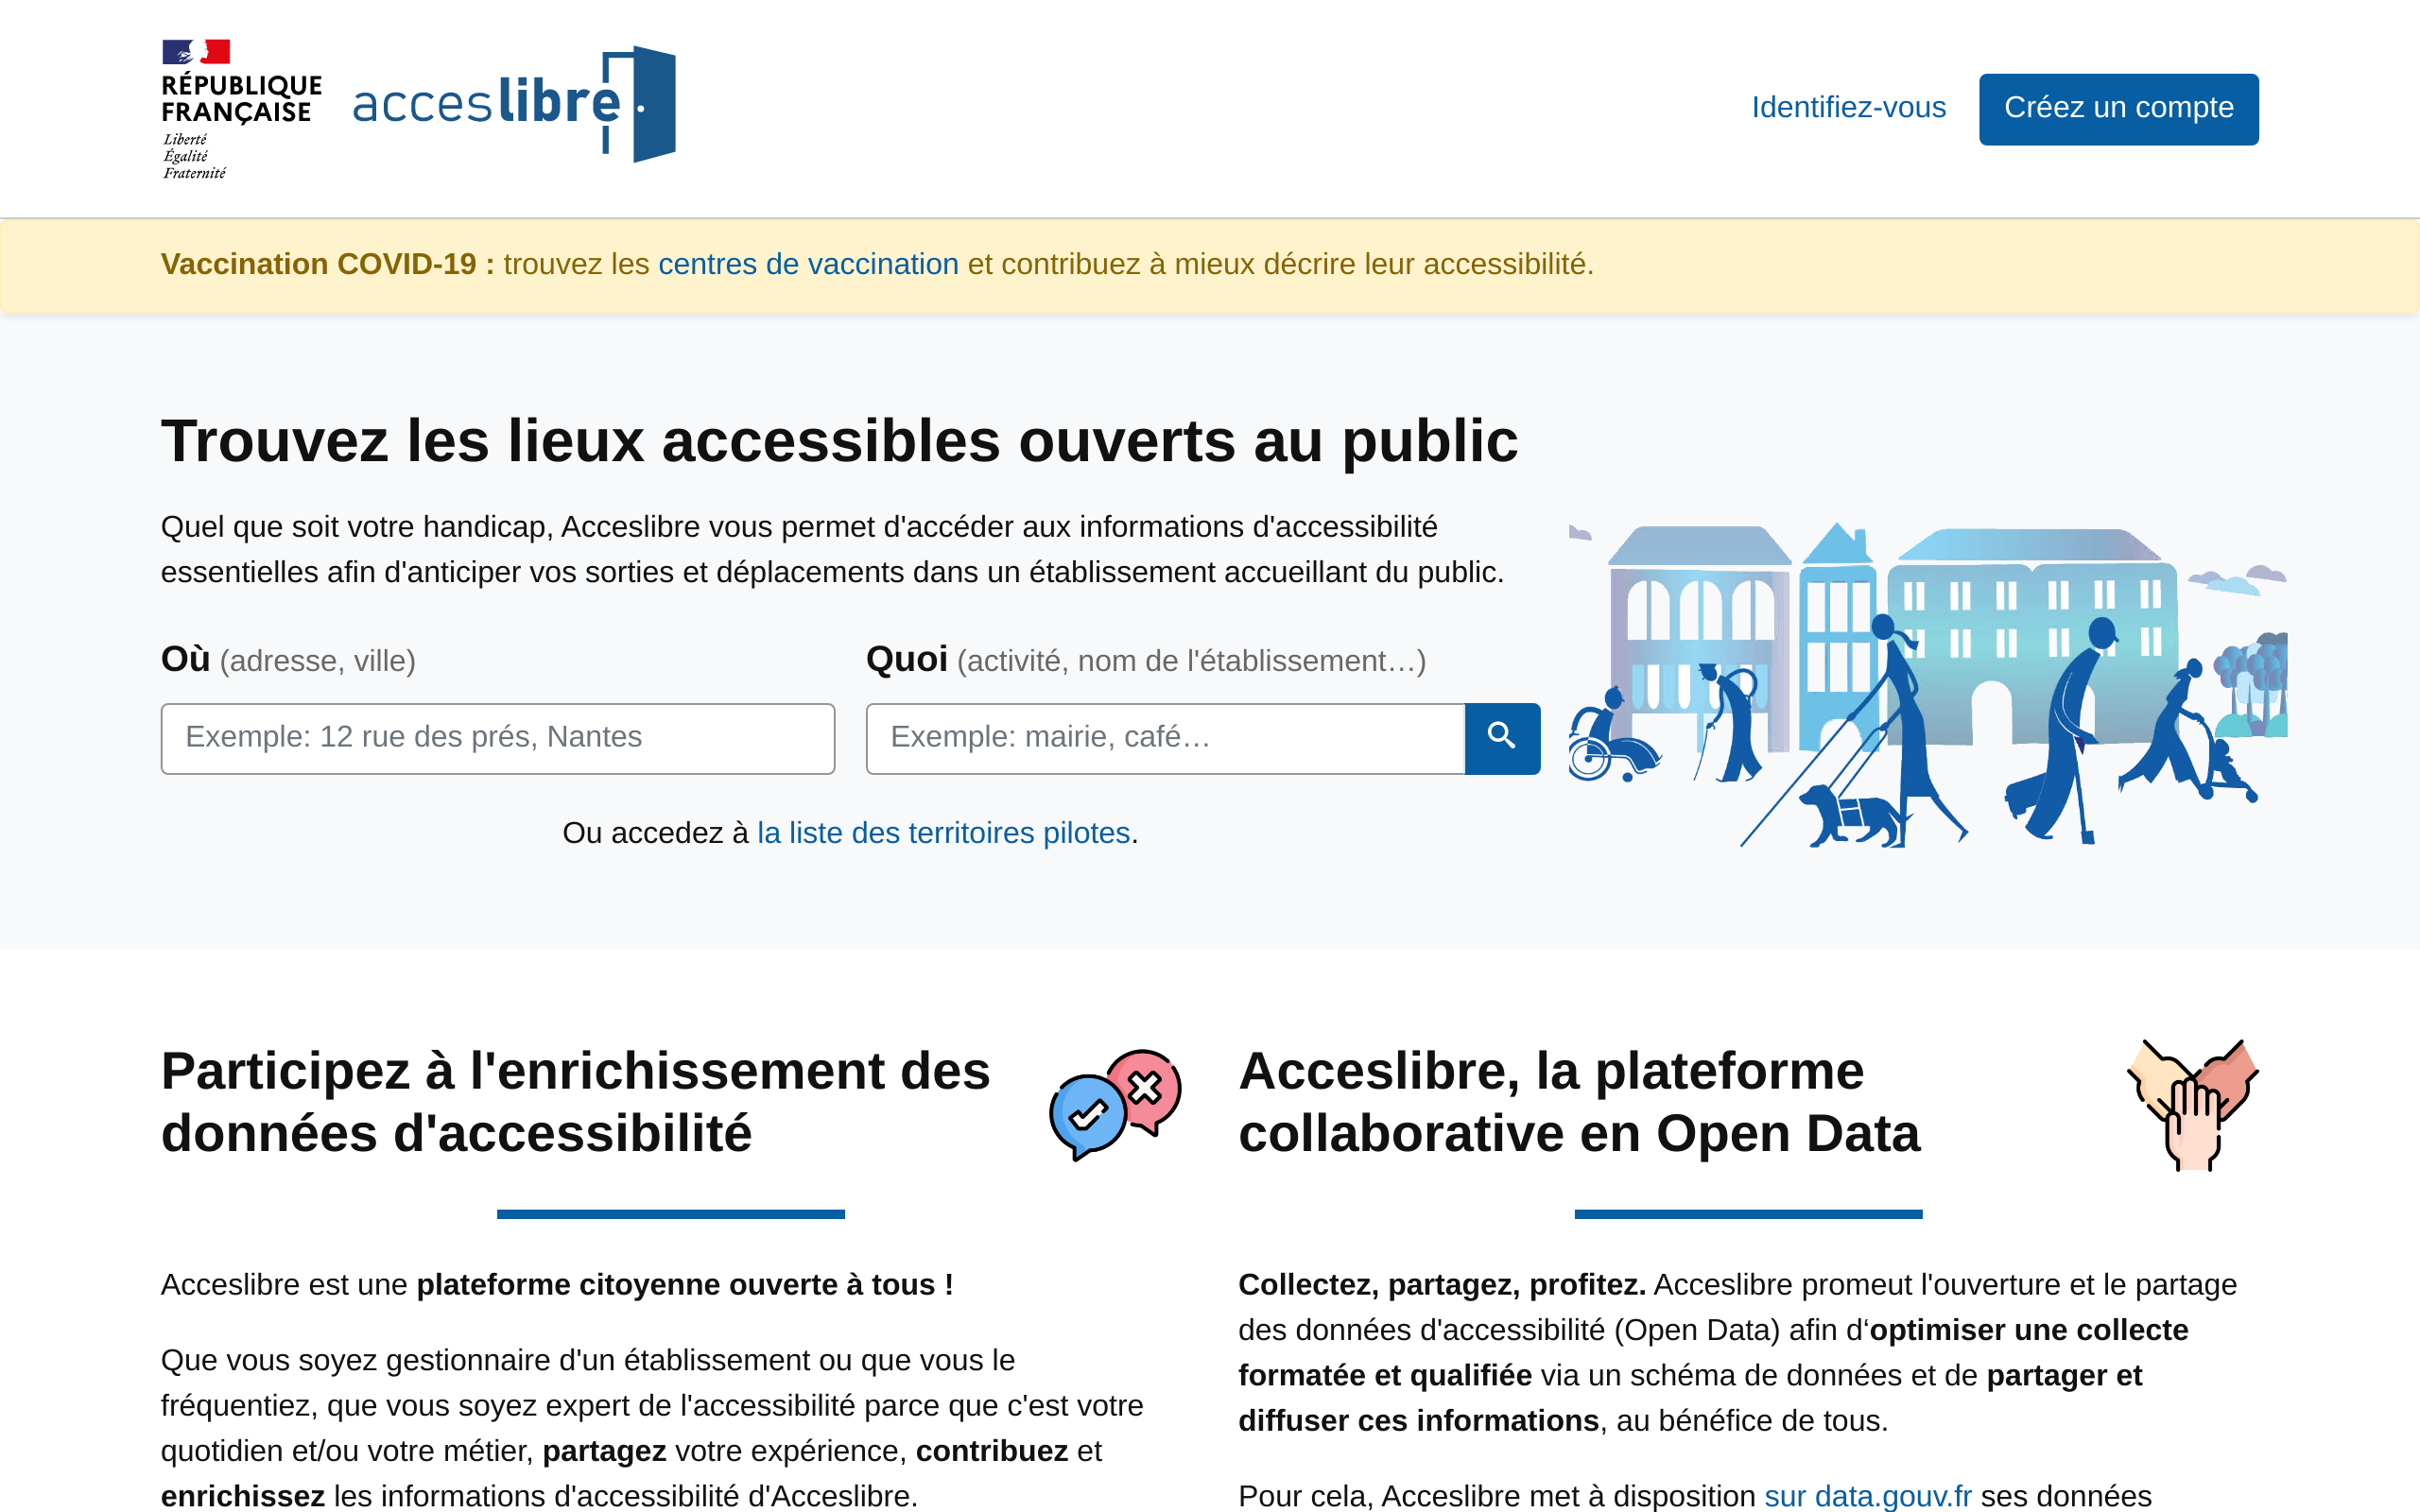 RÉPUBLIQUE
FRANÇAISE
Liberté
Égalité
Fraternité
acceslibre
Identifiez-vous
Créez un compte
Vaccination COVID-19 : trouvez les centres de vaccination et contribuez à mieux décrire leur accessibilité.
Trouvez les lieux accessibles ouverts au public
Quel que soit votre handicap, Acceslibre vous permet d'accéder aux informations d'accessibilité
essentielles afin d'anticiper vos sorties et déplacements dans un établissement accueillant du public.
Où (adresse, ville)
Exemple: 12 rue des prés, Nantes
Quoi (activité, nom de l'établissement…)
Exemple: mairie, café…
Ou accedez à la liste des territoires pilotes.
Participez à l'enrichissement des
données d'accessibilité
Acceslibre est une plateforme citoyenne ouverte à tous !
Que vous soyez gestionnaire d'un établissement ou que vous le
fréquentiez, que vous soyez expert de l'accessibilité parce que c'est votre
quotidien et/ou votre métier, partagez votre expérience, contribuez et
enrichissez les informations d'accessibilité d'Acceslibre.
Acceslibre, la plateforme
collaborative en Open Data
Collectez, partagez, profitez. Acceslibre promeut l'ouverture et le partage
des données d'accessibilité (Open Data) afin d‘optimiser une collecte
formatée et qualifiée via un schéma de données et de partager et
diffuser ces informations, au bénéfice de tous.
Pour cela, Acceslibre met à disposition sur data.gouv.fr ses données